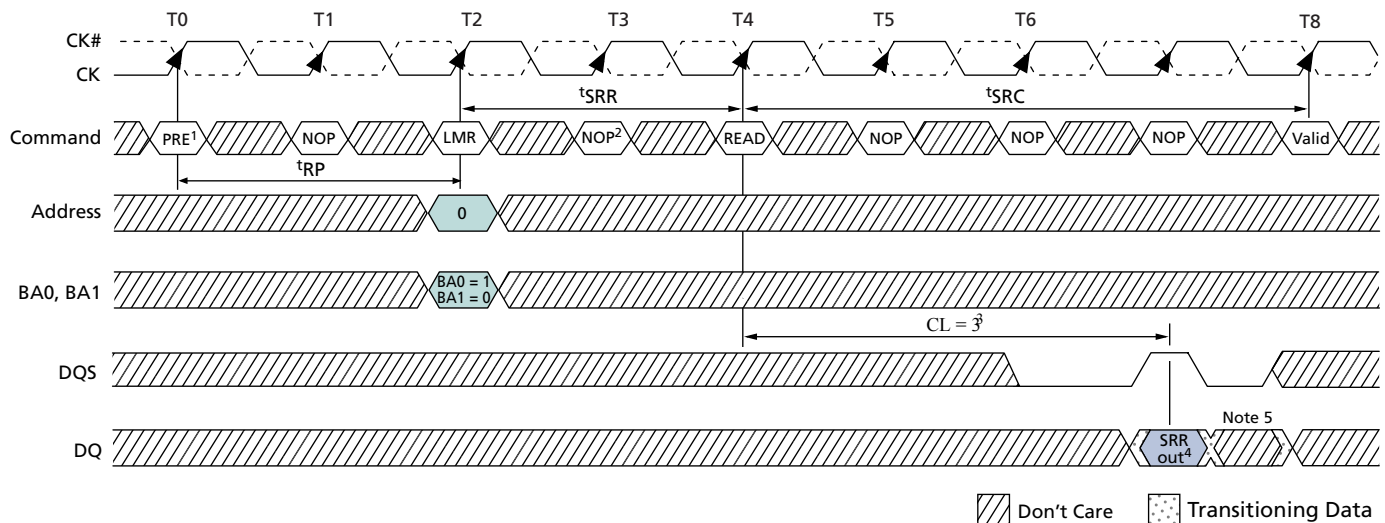 T0 T1 T2 T3 T4 T5 T6 T8
CK#
CK
tSRR tSRC
Command PRE1 NOP LMR NOP2 READ NOP NOP NOP Valid
tRP
Address 0
BA0, BA1 BA0 = 1
BA1 = 0
CL = 33
DQS
Note 5
DQ SRR
out4
Don't Care Transitioning Data